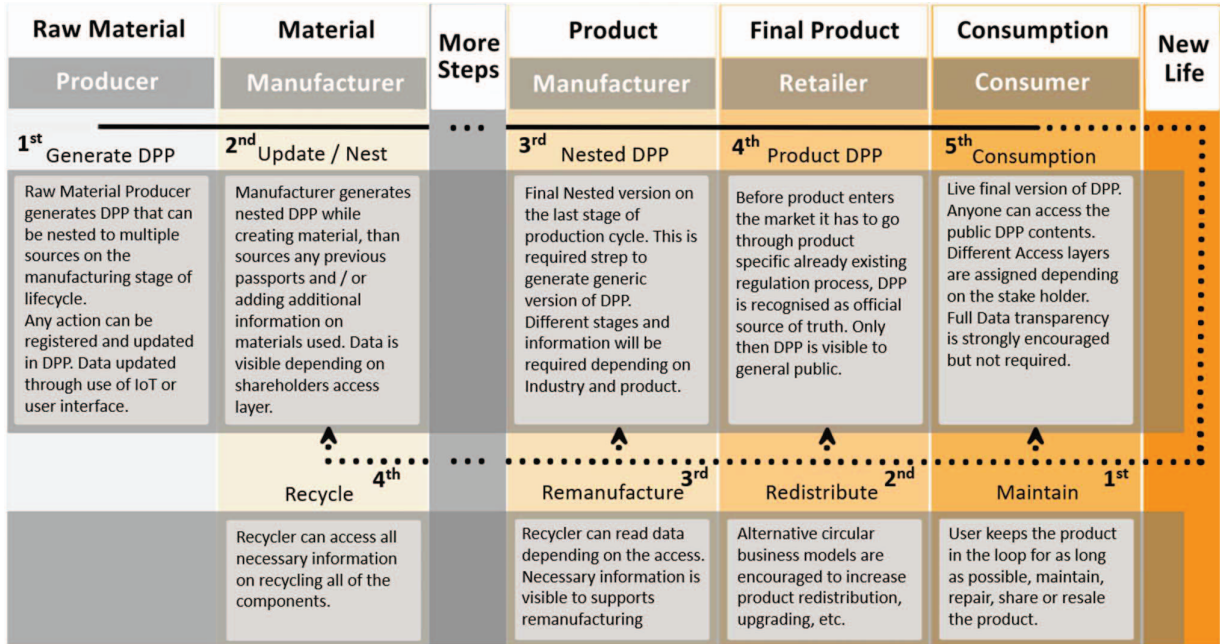 Raw Material
Material
More
Steps
Product
Final Product
Consumption
New
Life
Producer
Manufacturer
Manufacturer
Retailer
Consumer
1st Generate DPP
2nd Update / Nest
3rd Nested DPP
4th Product DPP
5th Consumption
Raw Material Producer
generates DPP that can
be nested to multiple
sources on the
manufacturing stage of
lifecycle.
Any action can be
registered and updated
in DPP. Data updated
through use of IoT or
user interface.
Manufacturer generates
nested DPP while
creating material, than
sources any previous
passports and / or
adding additional
information on
materials used. Data is
visible depending on
shareholders access
layer.
Final Nested version on
the last stage of
production cycle. This is
required strep to
generate generic
version of DPP.
Different stages and
information will be
required depending on
Industry and product.
Before product enters
the market it has to go
through product
specific already existing
regulation process, DPP
is recognised as official
source of truth. Only
then DPP is visible to
general public.
Live final version of DPP.
Anyone can access the
public DPP contents.
Different Access layers
are assigned depending
on the stake holder.
Full Data transparency
is strongly encouraged
but not required.
Recycle 4th
Remanufacture 3rd
Redistribute 2nd
Maintain 1st
Recycler can access all
necessary information
on recycling all of the
components.
Recycler can read data
depending on the access.
Necessary information is
visible to supports
remanufacturing
Alternative circular
business models are
encouraged to increase
product redistribution,
upgrading, etc.
User keeps the product
in the loop for as long
as possible, maintain,
repair, share or resale
the product.